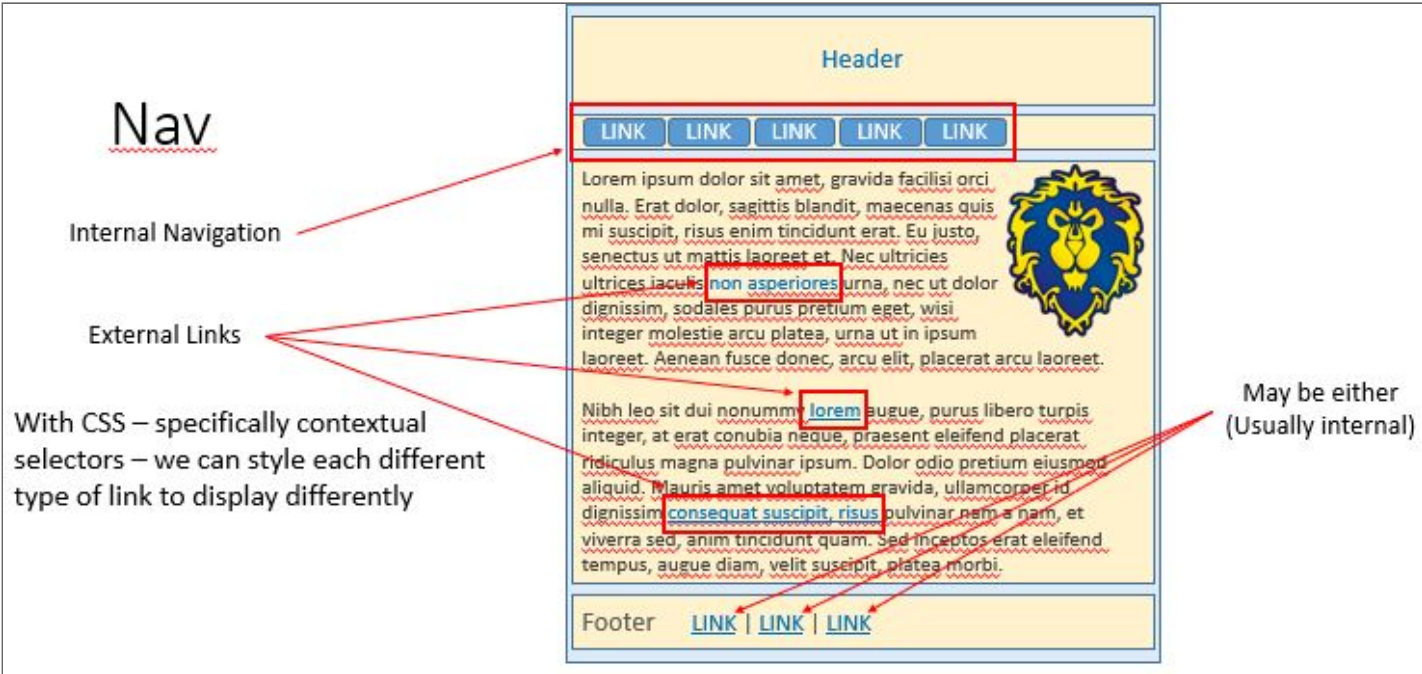 Nav
Internal Navigation
External Links
With CSS – specifically contextual
selectors – we can style each different
type of link to display differently
Header
LINK LINK LINK LINK LINK
Lorem ipsum dolor sit amet, gravida facilisi orci
nulla. Erat dolor, sagittis blandit, maecenas quis
mi suscipit, risus enim tincidunt erat. Eu justo,
senectus ut mattis laoreet et. Nec ultricies
ultrices iaculis non asperiores urna, nec ut dolor
dignissim, sodales purus pretium eget, wisi
integer molestie arcu platea, urna ut in ipsum
laoreet. Aenean fusce donec, arcu elit, placerat arcu laoreet.
Nibh leo sit dui nonummy lorem augue, purus libero turpis
integer, at erat conubia neque, praesent eleifend placerat
ridiculus magna pulvinar ipsum. Dolor odio pretium eiusmod
aliquid. Mauris amet voluptatem gravida, ullamcorper id
dignissim consequat suscipit, risus pulvinar nam a nam, et
viverra sed, anim tincidunt quam. Sed inceptos erat eleifend
tempus, augue diam, velit suscipit, platea morbi.
Footer LINK | LINK | LINK
May be either
(Usually internal)